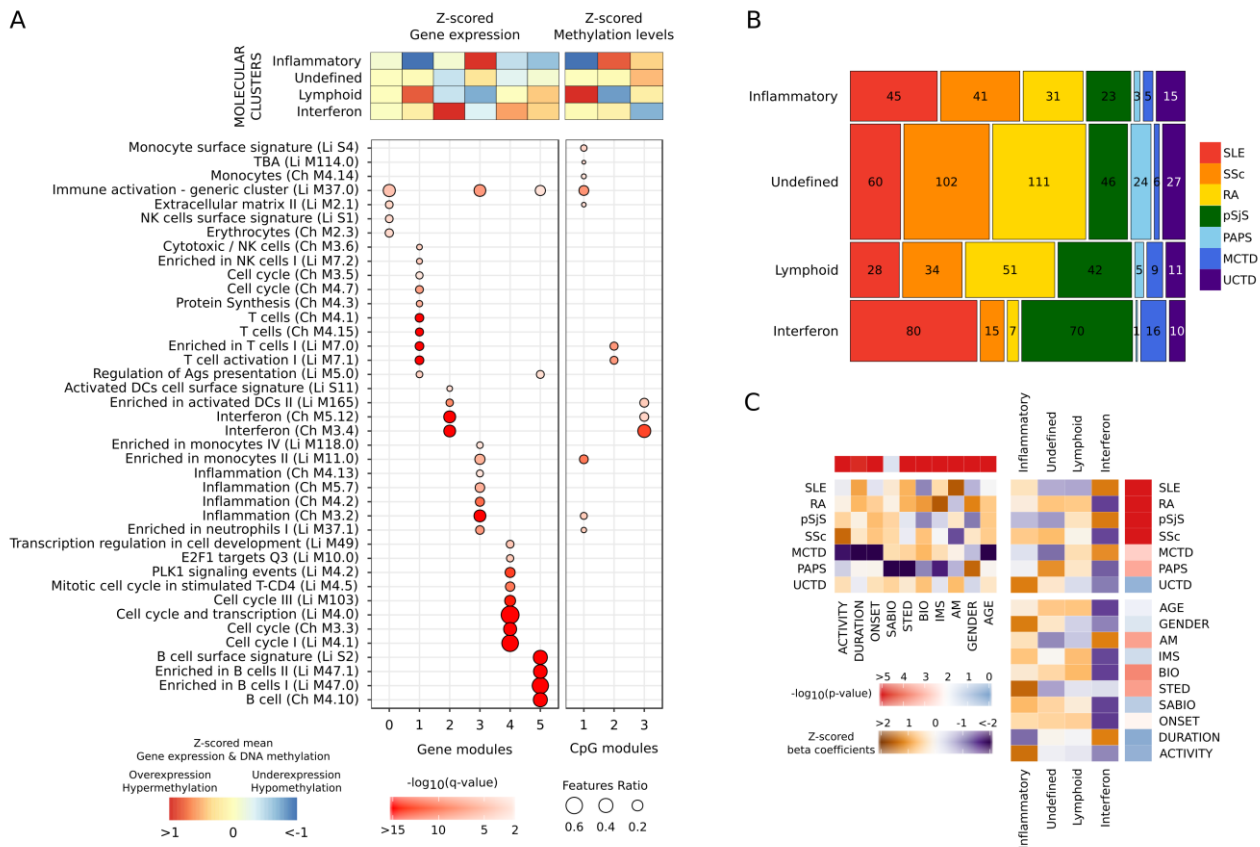 A
Z-scored
Gene expression
Z-scored
Methylation levels
MOLECULAR
CLUSTERS
Inflammatory
Undefined
Lymphoid
Interferon
Monocyte surface signature (Li S4)
TBA (Li M114.0)
Monocytes (Ch M4.14)
Immune activation - generic cluster (Li M37.0)
Extracellular matrix II (Li M2.1)
NK cells surface signature (Li S1)
Erythrocytes (Ch M2.3)
Cytotoxic / NK cells (Ch M3.6)
Enriched in NK cells I (Li M7.2)
Cell cycle (Ch M3.5)
Cell cycle (Ch M4.7)
Protein Synthesis (Ch M4.3)
T cells (Ch M4.1)
T cells (Ch M4.15)
Enriched in T cells I (Li M7.0)
T cell activation I (Li M7.1)
Regulation of Ags presentation (Li M5.0)
Activated DCs cell surface signature (Li S11)
Enriched in activated DCs II (Li M165)
Interferon (Ch M5.12)
Interferon (Ch M3.4)
Enriched in monocytes IV (Li M118.0)
Enriched in monocytes II (Li M11.0)
Inflammation (Ch M4.13)
Inflammation (Ch M5.7)
Inflammation (Ch M4.2)
Inflammation (Ch M3.2)
Enriched in neutrophils I (Li M37.1)
Transcription regulation in cell development (Li M49)
E2F1 targets Q3 (Li M10.0)
PLK1 signaling events (Li M4.2)
Mitotic cell cycle in stimulated T-CD4 (Li M4.5)
Cell cycle III (Li M103)
Cell cycle and transcription (Li M4.0)
Cell cycle (Ch M3.3)
Cell cycle I (Li M4.1)
B cell surface signature (Li S2)
Enriched in B cells II (Li M47.1)
Enriched in B cells I (Li M47.0)
B cell (Ch M4.10)
0 1 2 3 4 5
1 2 3
Gene modules
CpG modules
Z-scored mean
Gene expression & DNA methylation
Overexpression
Hypermethylation
Underexpression
Hypomethylation
>1 0 <-1
-log10(q-value)
>15 10 5 2
Features Ratio
0.6 0.4 0.2
B
Inflammatory
45 41 31 23 3 5 15
Undefined
60 102 111 46 24 6 27
Lymphoid
28 34 51 42 5 9 11
Interferon
80 15 7 70 1 16 10
SLE
SSc
RA
pSjS
PAPS
MCTD
UCTD
C
SLE
RA
pSjS
SSc
MCTD
PAPS
UCTD
ACTIVITY
DURATION
ONSET
SABIO
STED
BIO
IMS
AM
GENDER
AGE
>5 4 3 2 1 0
-log10(p-value)
>2 1 0 -1 <-2
Z-scored
beta coefficients
Inflammatory
Undefined
Lymphoid
Interferon
SLE
RA
pSjS
SSc
MCTD
PAPS
UCTD
AGE
GENDER
AM
IMS
BIO
STED
SABIO
ONSET
DURATION
ACTIVITY
Inflammatory
Undefined
Lymphoid
Interferon